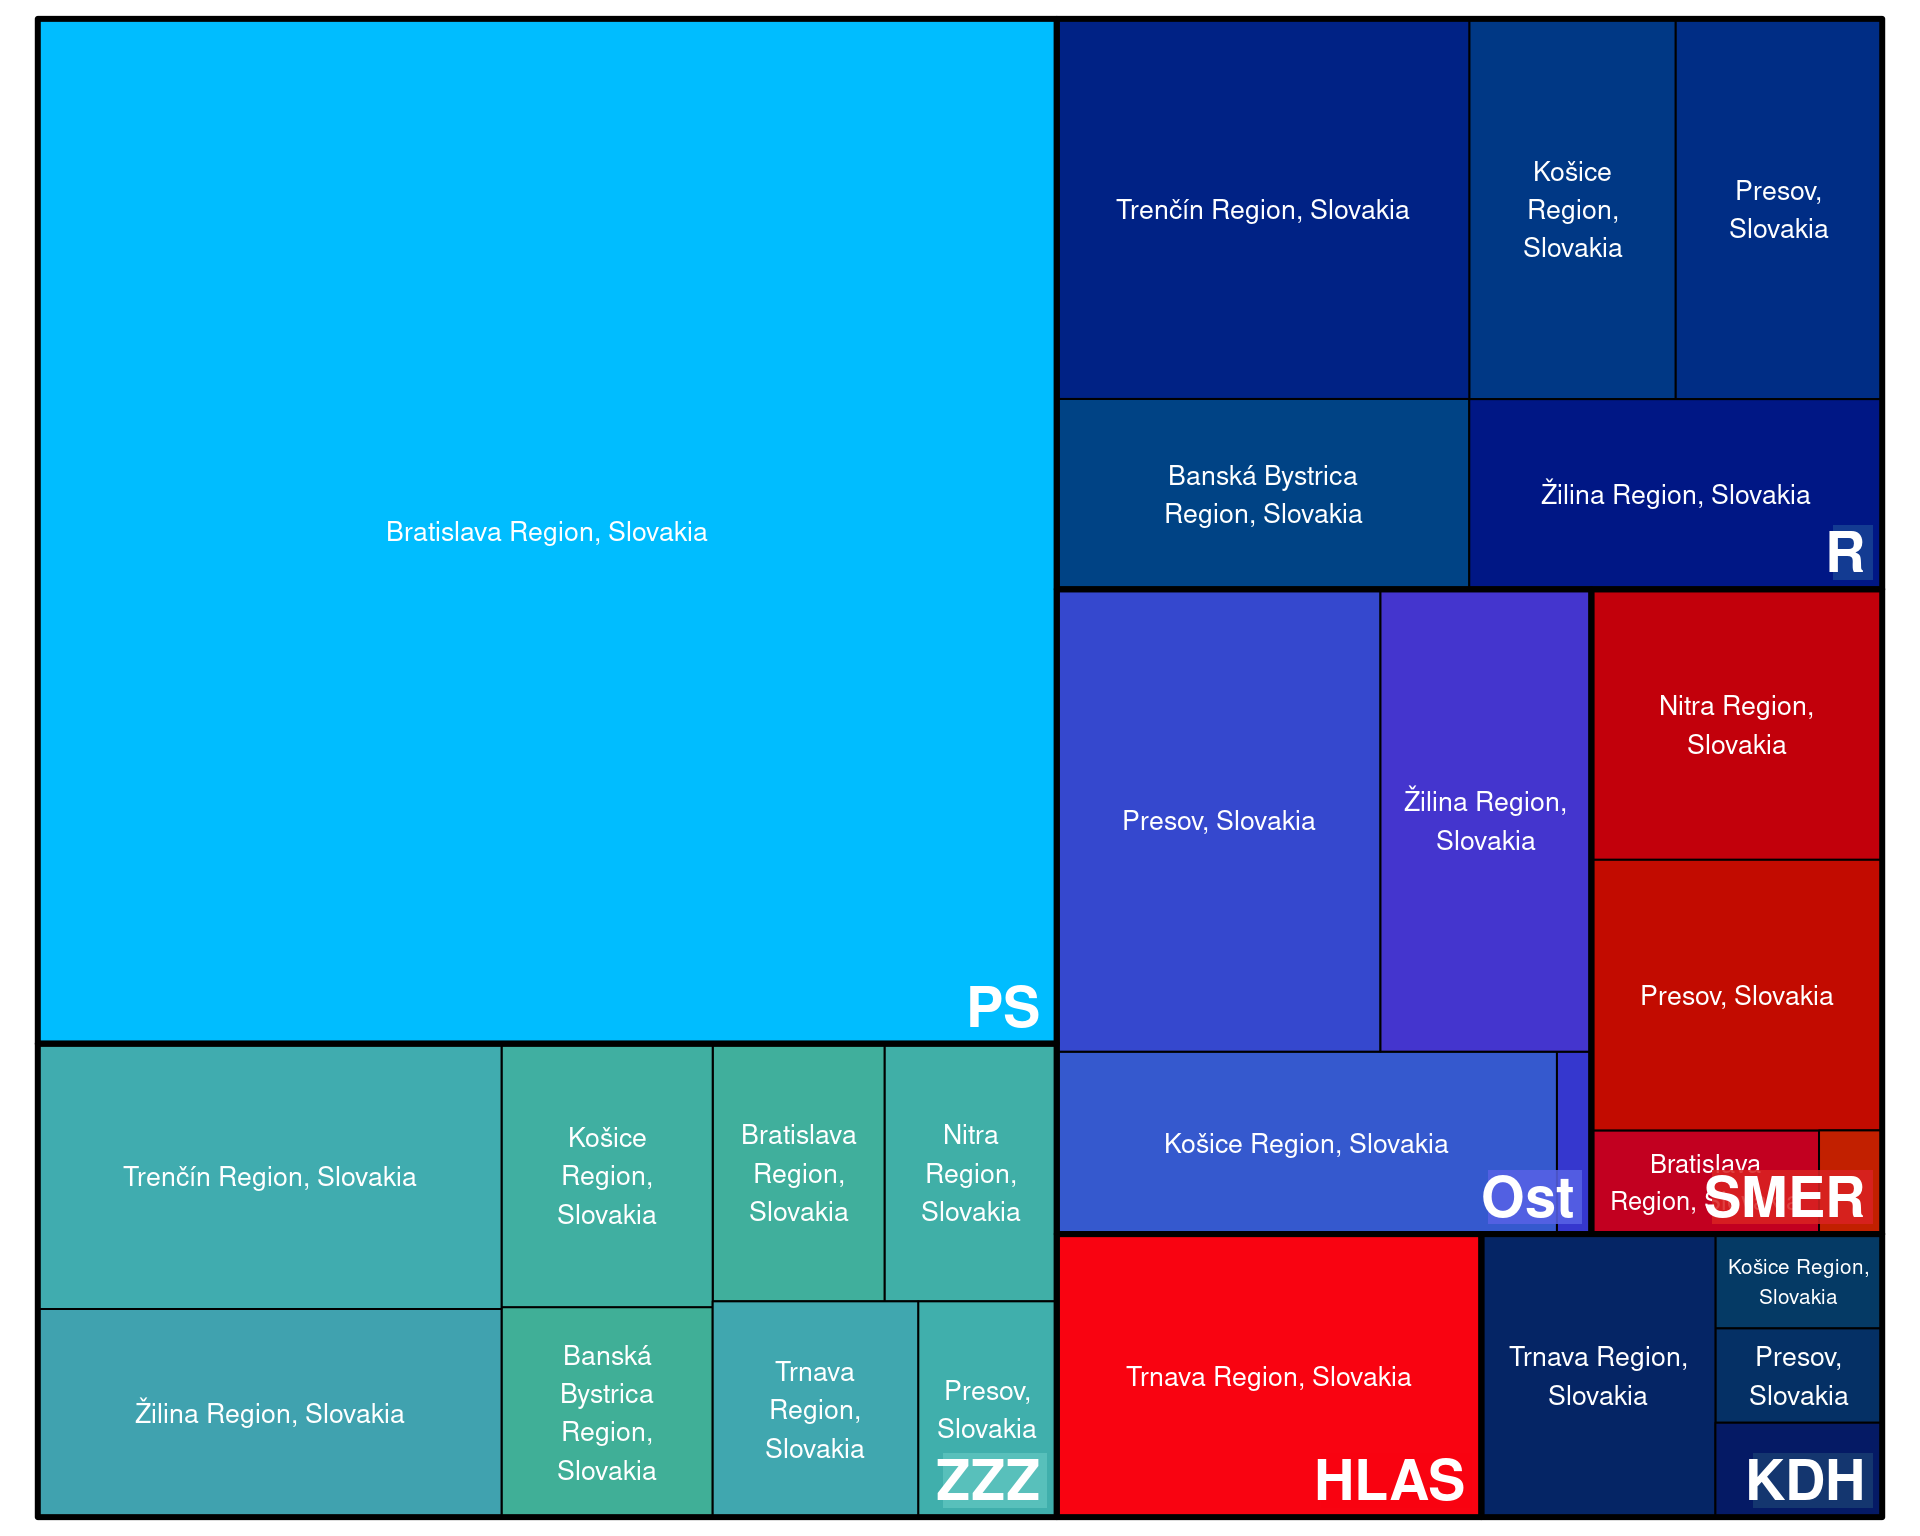 Bratislava Region, Slovakia
PS
Trenčín Region, Slovakia
Košice
Region,
Slovakia
Presov,
Slovakia
Banská Bystrica
Region, Slovakia
Žilina Region, Slovakia
R
Presov, Slovakia
Žilina Region,
Slovakia
Košice Region, Slovakia
Ost
Nitra Region,
Slovakia
Presov, Slovakia
Bratislava
Region,
SMER
Trenčín Region, Slovakia
Košice
Region,
Slovakia
Bratislava
Region,
Slovakia
Nitra
Region,
Slovakia
Žilina Region, Slovakia
Banská
Bystrica
Region,
Slovakia
Trnava
Region,
Slovakia
Presov,
Slovakia
ZZZ
Trnava Region, Slovakia
HLAS
Trnava Region,
Slovakia
Košice Region,
Slovakia
Presov,
Slovakia
KDH